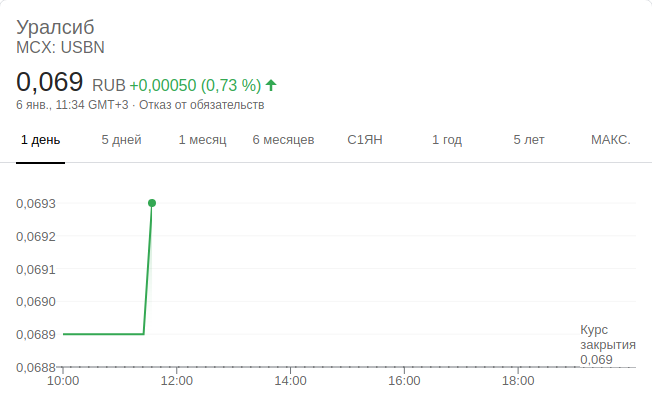 Уралсиб
MCX: USBN
0,069 RUB +0,00050 (0,73 %)
6 янв., 11:34 GMT+3 · Отказ от обязательств
1 день 5 дней 1 месяц 6 месяцев С1ЯН 1 год 5 лет МАКС.
0,0693
0,0692
0,0691
0,0690
0,0689
0,0688
Курс
закрытия
0,069
10:00 12:00 14:00 16:00 18:00